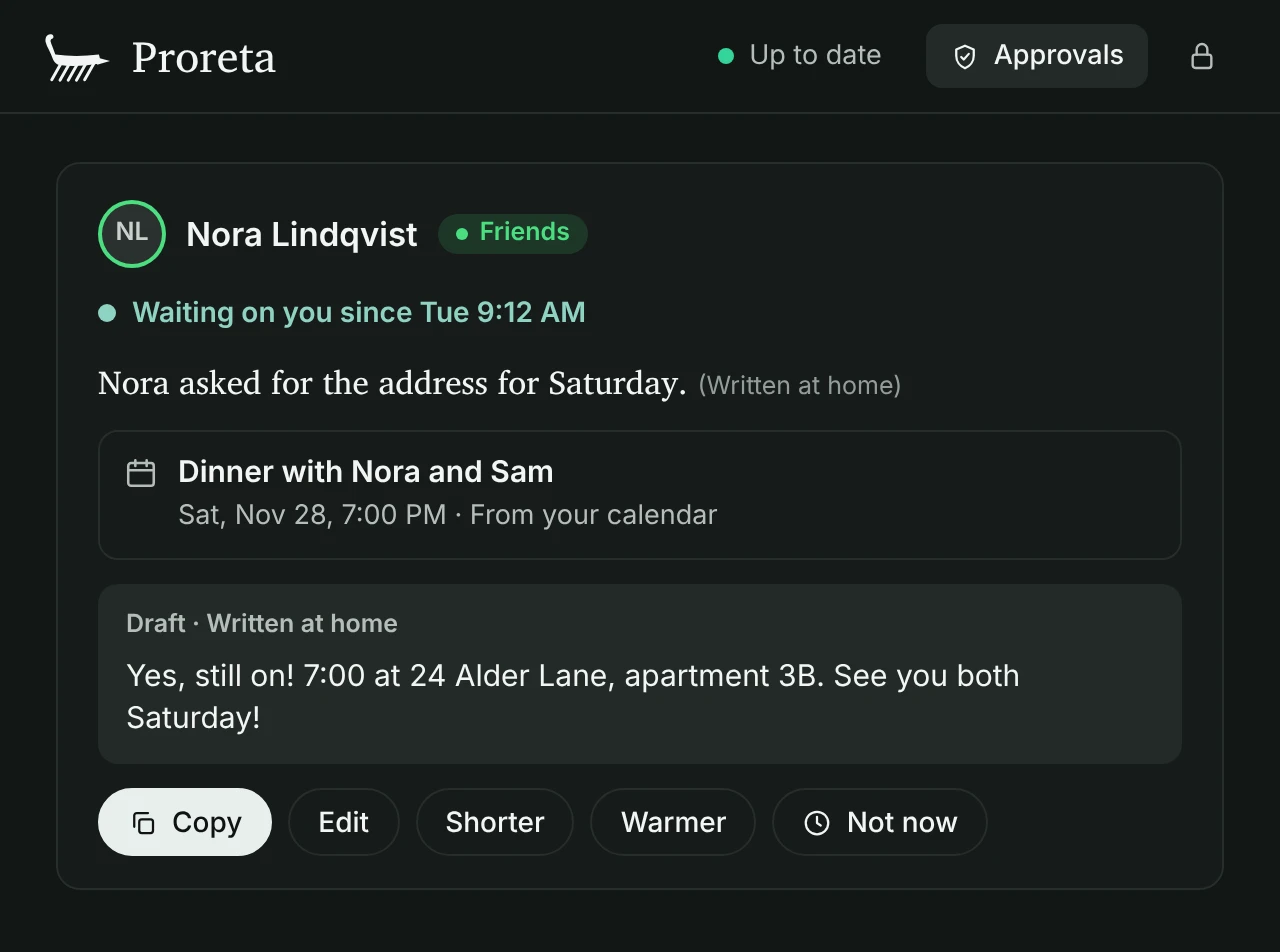 Proreta
Up to date
Approvals
NL
Nora Lindqvist
Friends
Waiting on you since Tue 9:12 AM
Nora asked for the address for Saturday. (Written at home)
Dinner with Nora and Sam
Sat, Nov 28, 7:00 PM · From your calendar
Draft · Written at home
Yes, still on! 7:00 at 24 Alder Lane, apartment 3B. See you both
Saturday!
Copy
Edit
Shorter
Warmer
Not now